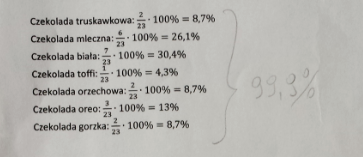 Czekolada truskawkowa: 2/23 · 100% = 8,7%
Czekolada mleczna: 6/23 · 100% = 26,1%
Czekolada biała: 7/23 · 100% = 30,4%
Czekolada toffi: 1/23 · 100% = 4,3%
Czekolada orzechowa: 2/23 · 100% = 8,7%
Czekolada oreo: 3/23 · 100% = 13%
Czekolada gorzka: 2/23 · 100% = 8,7%
99,9%